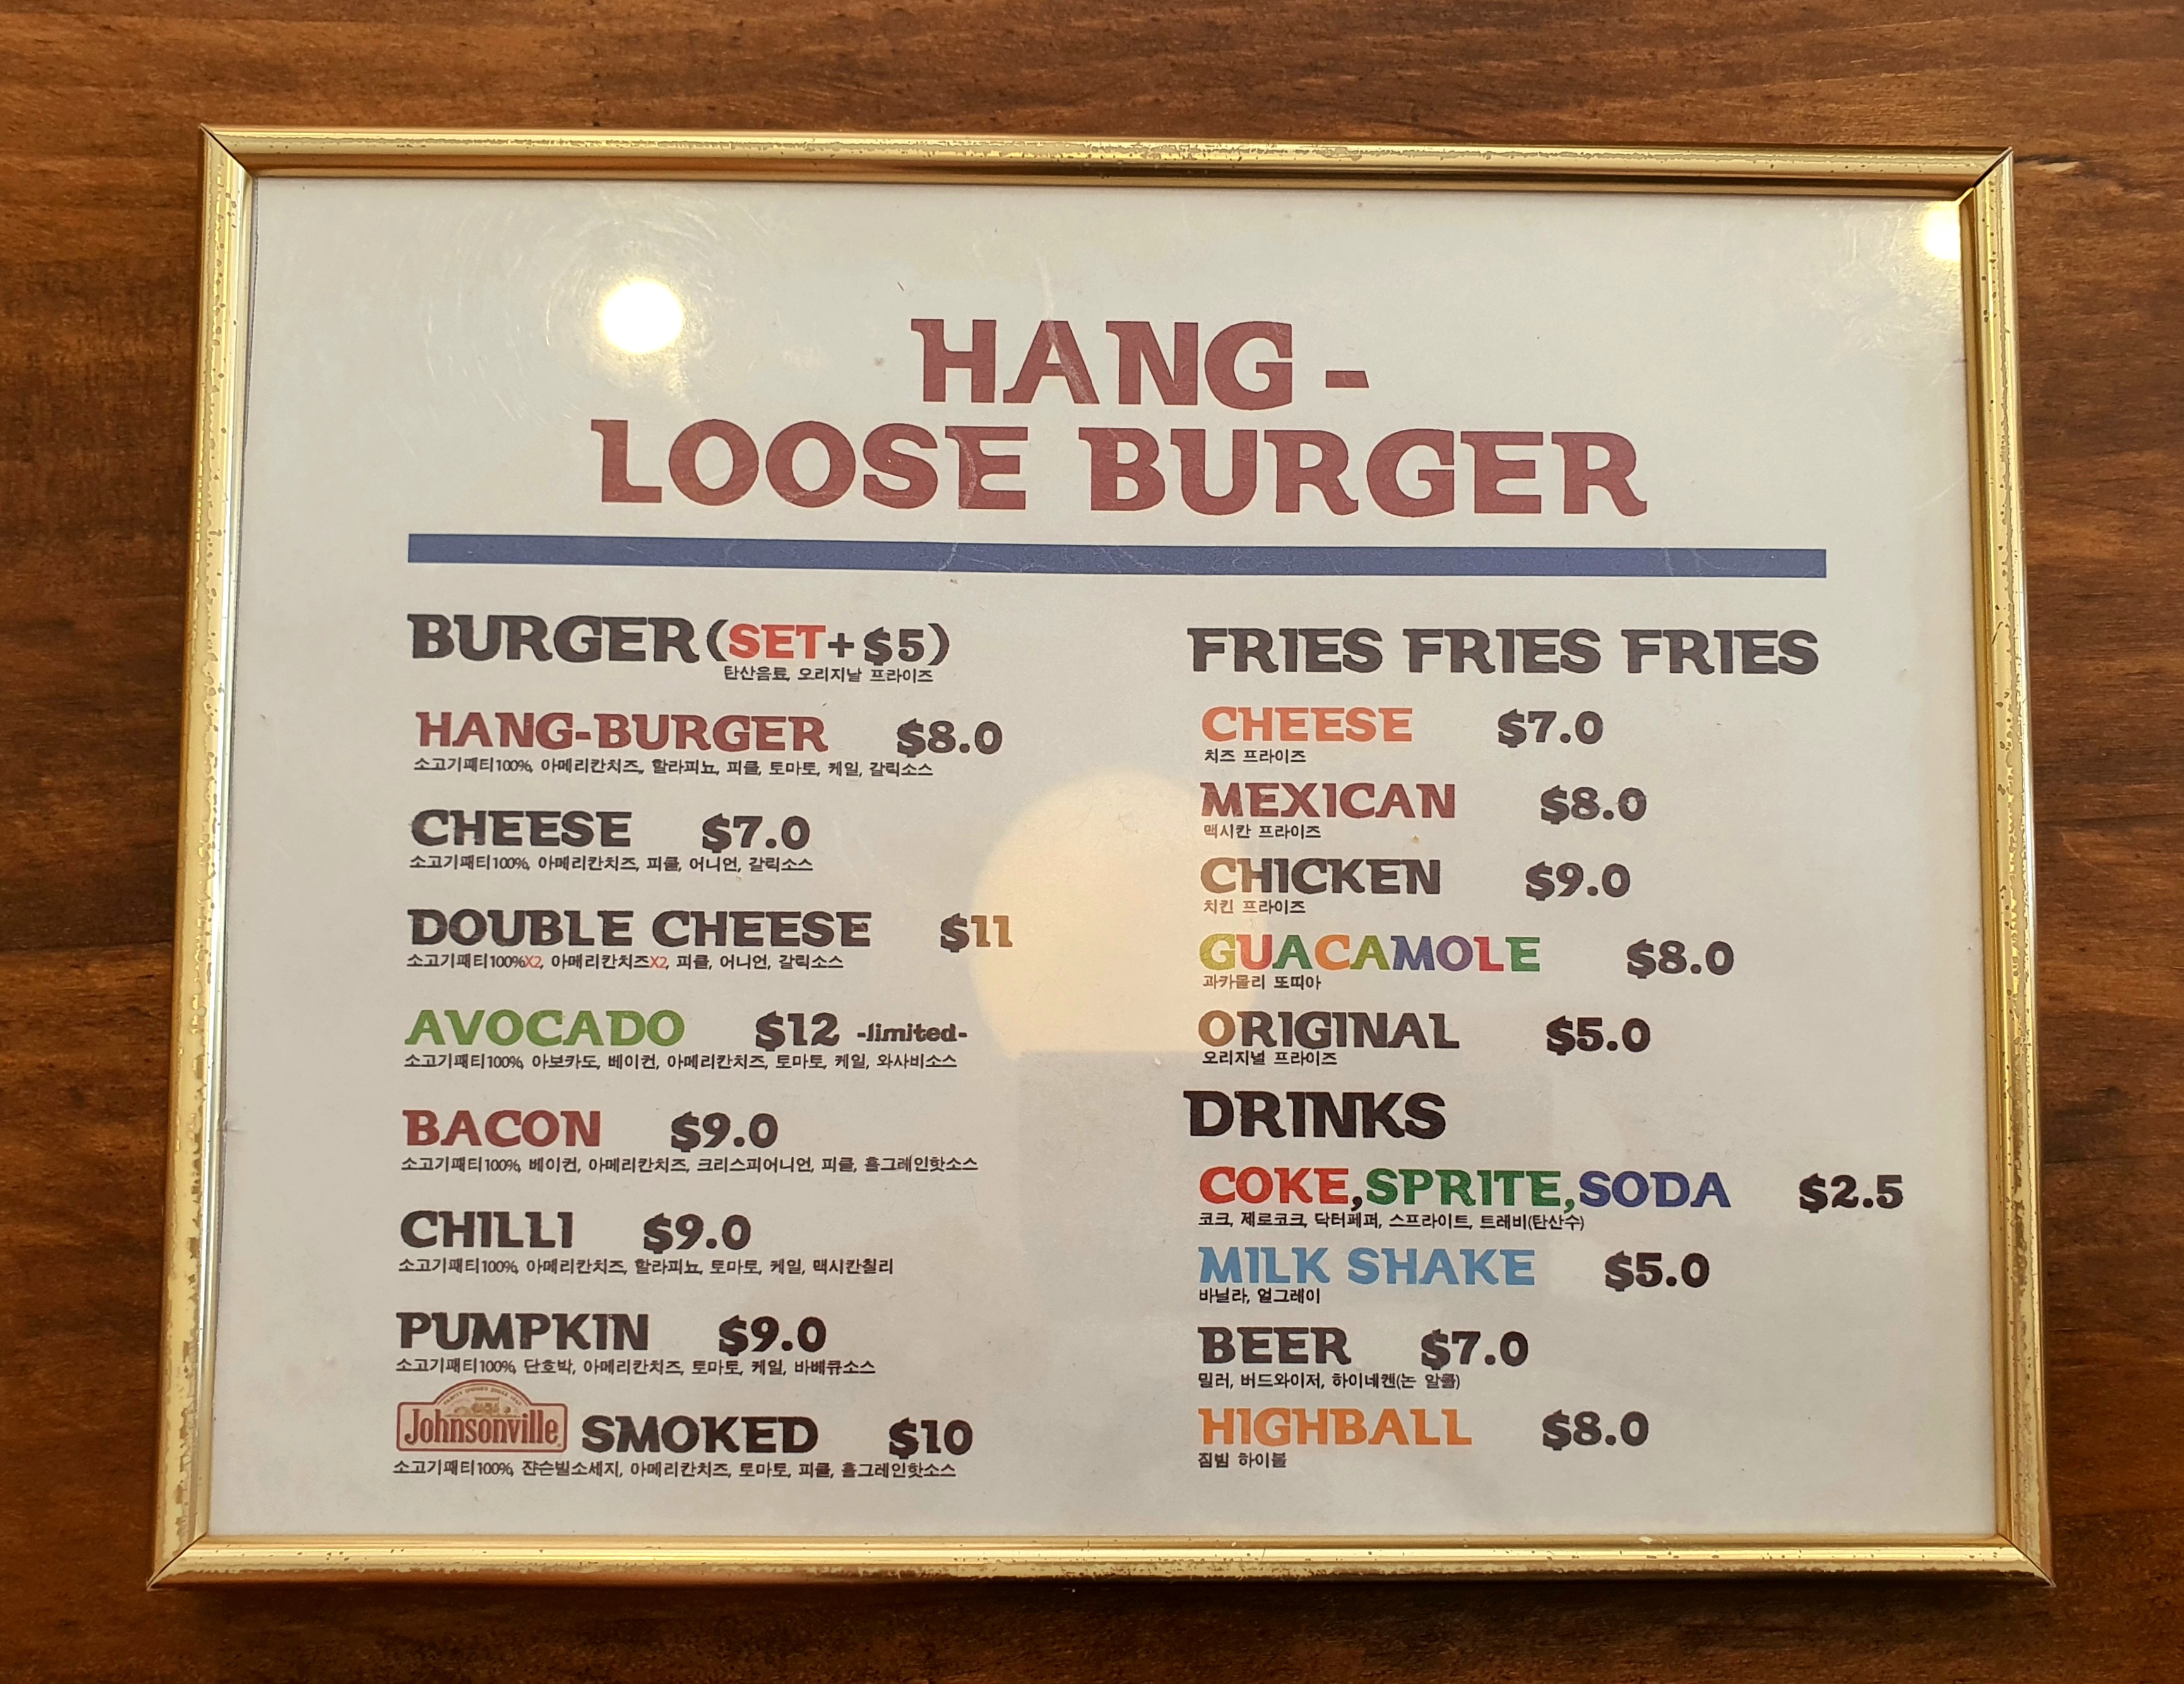 HANG-
LOOSE BURGER
BURGER(SET+$5)
탄산음료, 오리지날 프라이즈
HANG-BURGER $8.0
소고기패티100%, 아메리칸치즈,, 할라피뇨, 피클, 토마토, 케일, 갈릭소스
CHEESE $7.0
소고기패티100%, 아메리칸치즈, 피클, 어니언, 갈릭소스
DOUBLE CHEESE $11
소고기패티100%X2, 아메리칸치즈X2, 피클, 어니언, 갈릭소스
AVOCADO $12 -limited-
소고기패티100%, 아보카도, 베이컨, 아메리칸치즈, 토마토, 케일, 와사비소스
BACON $9.0
소고기패티100%, 베이컨, 아메리칸치즈, 크리스피어니언, 피클, 홀그레인핫소스
CHILLI $9.0
소고기패티100%, 아메리칸치즈, 할라피뇨, 토마토, 케일, 맥시칸칠리
PUMPKIN $9.0
소고기패티100%, 단호박, 아메리칸치즈, 토마토, 케일, 바베큐소스
Johnsonville SMOKED $10
소고기패티100%, 쟌슨빌소세지, 아메리칸치즈, 토마토, 피클, 홀그레인핫소스
FRIES FRIES FRIES
CHEESE $7.0
치즈 프라이즈
MEXICAN $8.0
맥시칸 프라이즈
CHICKEN $9.0
치킨 프라이즈
GUACAMOLE $8.0
과카몰리 또띠아
ORIGINAL $5.0
오리지널 프라이즈
DRINKS
COKE,SPRITE,SODA $2.5
코크, 제로코크, 닥터페퍼, 스프라이트, 트레비(탄산수)
MILK SHAKE $5.0
바닐라, 얼그레이
BEER $7.0
밀러, 버드와이저, 하이네켄(논 알콜)
HIGHBALL $8.0
짐빔 하이볼